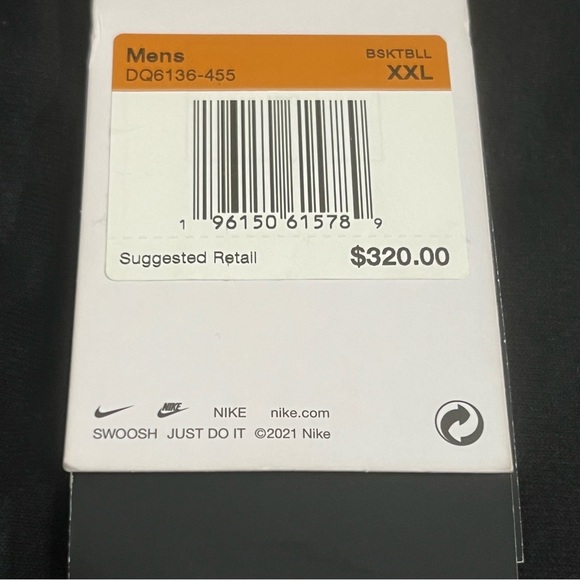 Mens BSKTBLL
DQ6136-455 XXL
1 96150 61578 9
Suggested Retail $320.00
NIKE NIKE nike.com
SWOOSH JUST DO IT ©2021 Nike